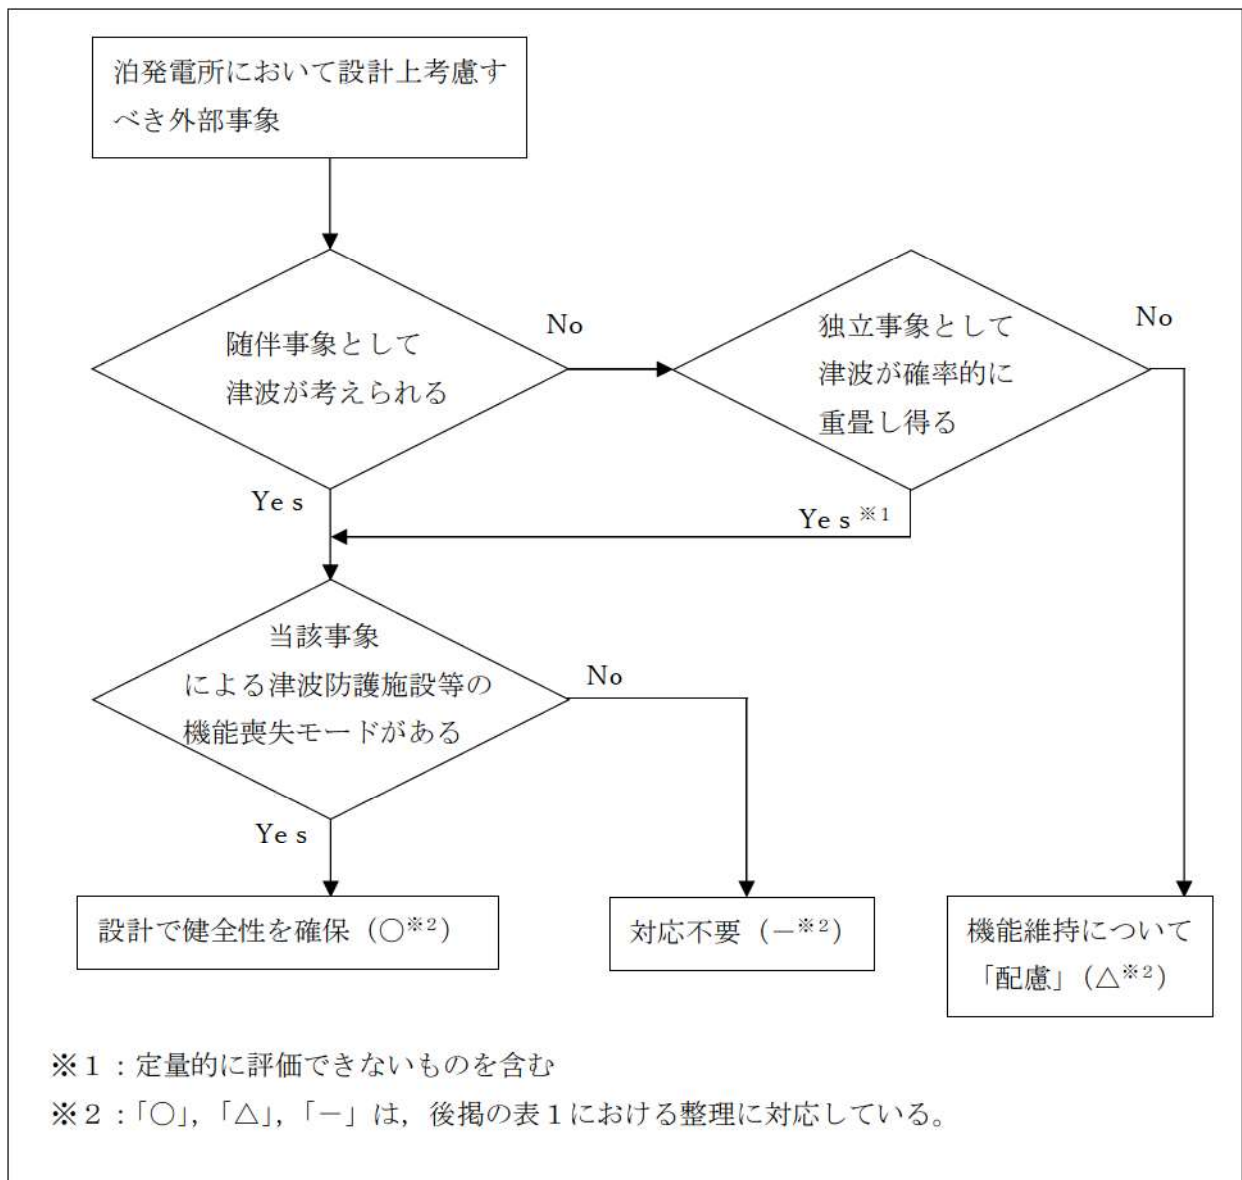 泊発電所において設計上考慮す
べき外部事象
随伴事象として
津波が考えられる
No
独立事象として
津波が確率的に
重畳し得る
No
Yes
Yes※1
当該事象
による津波防護施設等の
機能喪失モードがある
No
Yes
設計で健全性を確保（○※2）
対応不要（－※2）
機能維持について
「配慮」（△※2）
※１：定量的に評価できないものを含む
※２：「○」，「△」，「－」は，後掲の表１における整理に対応している。